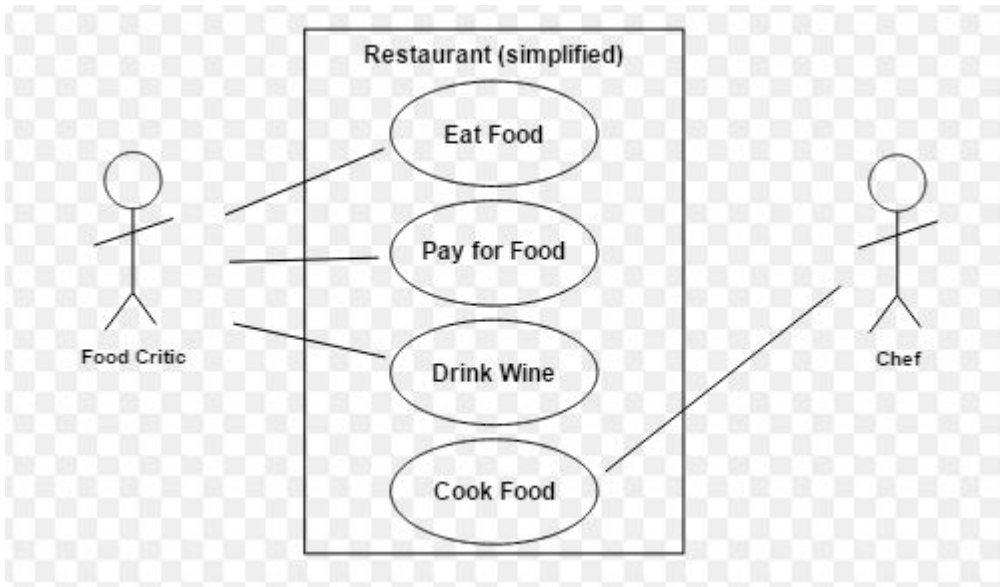 Restaurant (simplified)
Eat Food
Pay for Food
Drink Wine
Cook Food
Food Critic
Chef